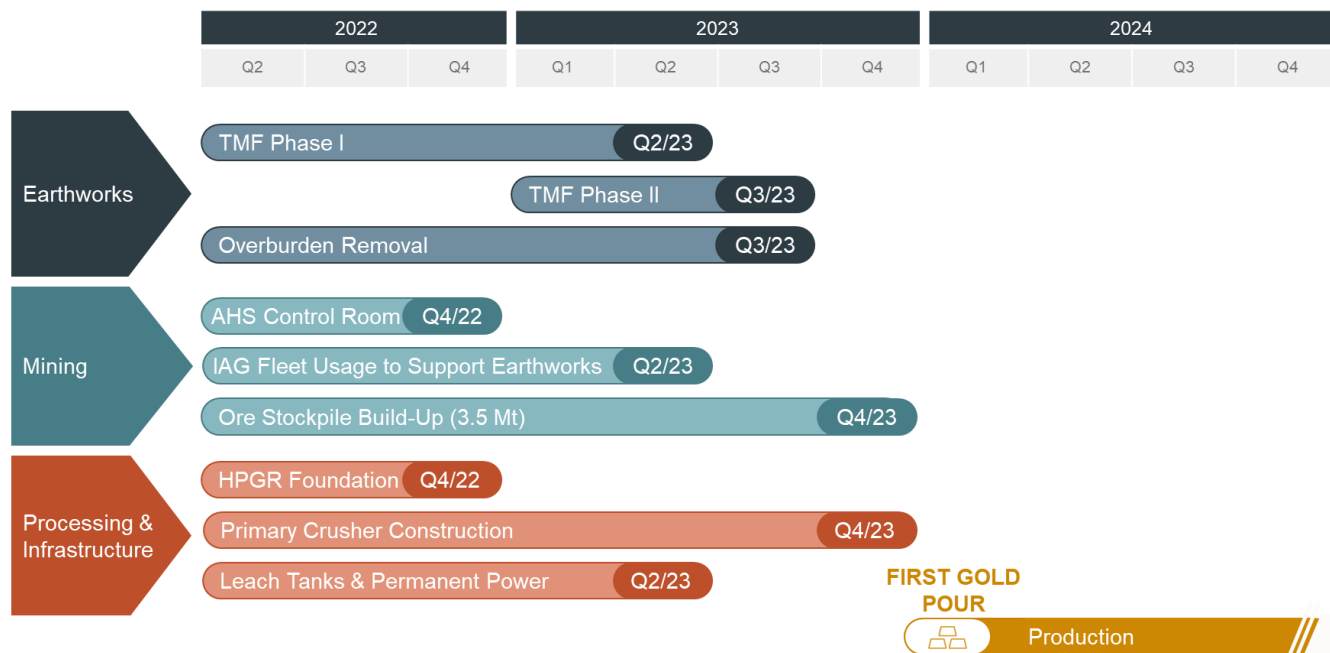 2022
2023
2024
Q2
Q3
Q4
Q1
Q2
Q3
Q4
Q1
Q2
Q3
Q4
Earthworks
TMF Phase I
Q2/23
TMF Phase II
Q3/23
Overburden Removal
Q3/23
Mining
AHS Control Room
Q4/22
IAG Fleet Usage to Support Earthworks
Q2/23
Ore Stockpile Build-Up (3.5 Mt)
Q4/23
Processing &
Infrastructure
HPGR Foundation
Q4/22
Primary Crusher Construction
Q4/23
Leach Tanks & Permanent Power
Q2/23
FIRST GOLD
POUR
Production